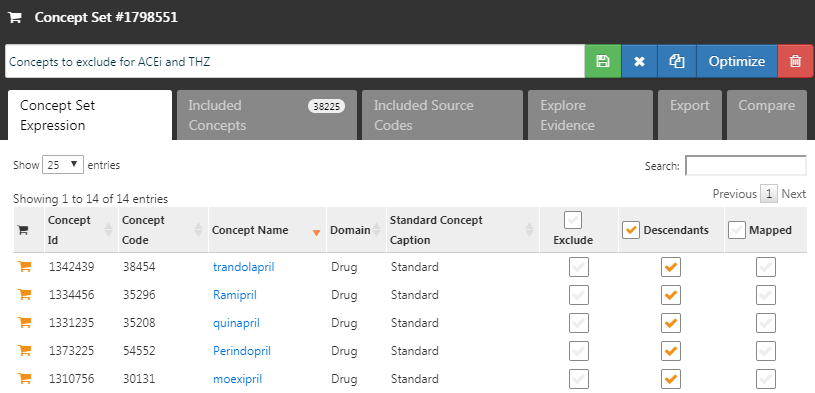 Concept Set #1798551
Concepts to exclude for ACEi and THZ
Optimize
Concept Set Expression
Included Concepts 38225
Included Source Codes
Explore Evidence
Export
Compare
Show 25 entries
Search:
Showing 1 to 14 of 14 entries
Previous 1 Next
Concept Id Concept Code Concept Name Domain Standard Concept Caption Exclude Descendants Mapped
1342439 38454 trandolapril Drug Standard
1334456 35296 Ramipril Drug Standard
1331235 35208 quinapril Drug Standard
1373225 54552 Perindopril Drug Standard
1310756 30131 moexipril Drug Standard